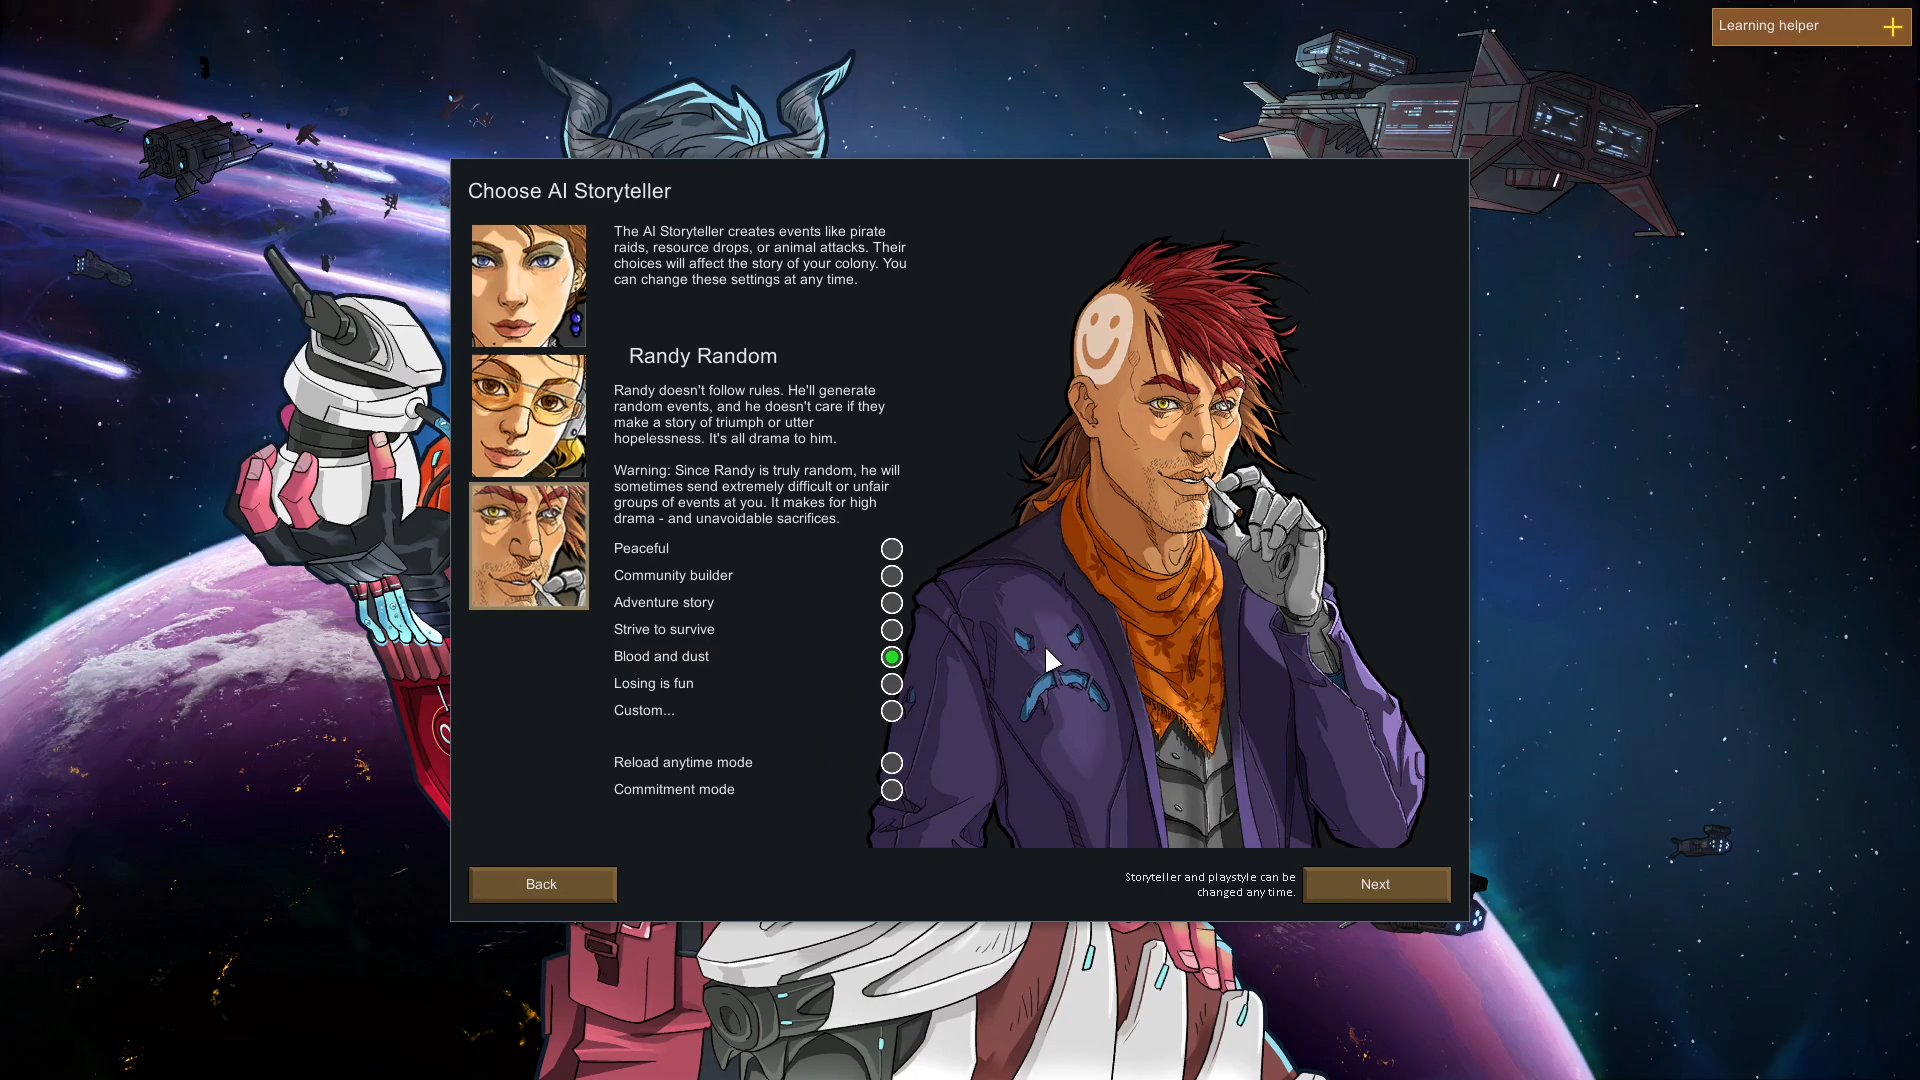 Learning helper
Choose AI Storyteller
The AI Storyteller creates events like pirate
raids, resource drops, or animal attacks. Their
choices will affect the story of your colony. You
can change these settings at any time.
Randy Random
Randy doesn't follow rules. He'll generate
random events, and he doesn't care if they
make a story of triumph or utter
hopelessness. It's all drama to him.
Warning: Since Randy is truly random, he will
sometimes send extremely difficult or unfair
groups of events at you. It makes for high
drama - and unavoidable sacrifices.
Peaceful
Community builder
Adventure story
Strive to survive
Blood and dust
Losing is fun
Custom...
Reload anytime mode
Commitment mode
Back
Storyteller and playstyle can be
changed any time.
Next